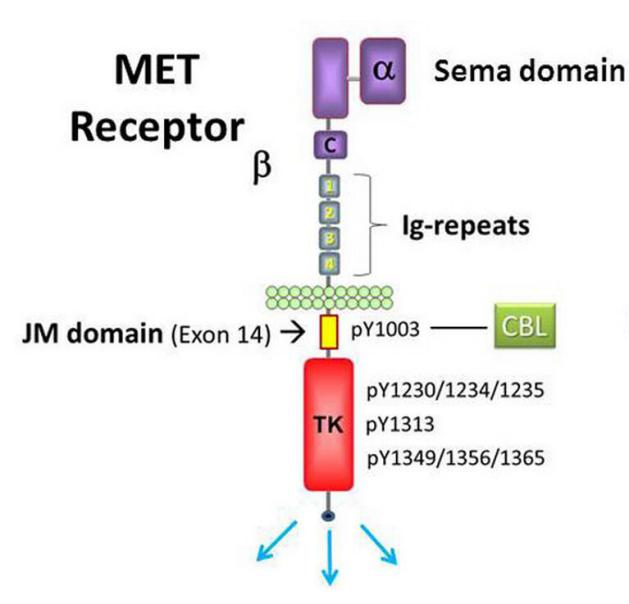 MET
Receptor
α
Sema domain
β
C
1
2
3
4
Ig-repeats
JM domain (Exon 14) → pY1003
CBL
TK
pY1230/1234/1235
pY1313
pY1349/1356/1365